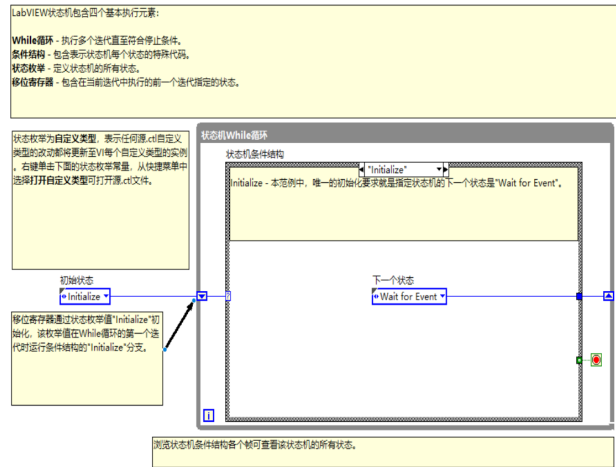 LabVIEW状态机包含四个基本执行元素：
While循环 - 执行多个迭代直至符合停止条件。
条件结构 - 包含表示状态机每个状态的特殊代码。
状态枚举 - 定义状态机的所有状态。
移位寄存器 - 包含在当前迭代中执行的前一个迭代指定的状态。
状态枚举为自定义类型，表示任何源.ctl自定义
类型的改动都将更新至VI每个自定义类型的实例
。右键单击下面的状态枚举常量，从快捷菜单中
选择打开自定义类型可打开源.ctl文件。
状态机While循环
状态机条件结构
"Initialize"
Initialize - 本范例中，唯一的初始化要求就是指定状态机的下一个状态是"Wait for Event"。
初始状态
Initialize
下一个状态
Wait for Event
移位寄存器通过状态枚举值"Initialize"初
始化，该枚举值在While循环的第一个迭
代时运行条件结构的"Initialize"分支。
i
浏览状态机条件结构各个帧可查看该状态机的所有状态。